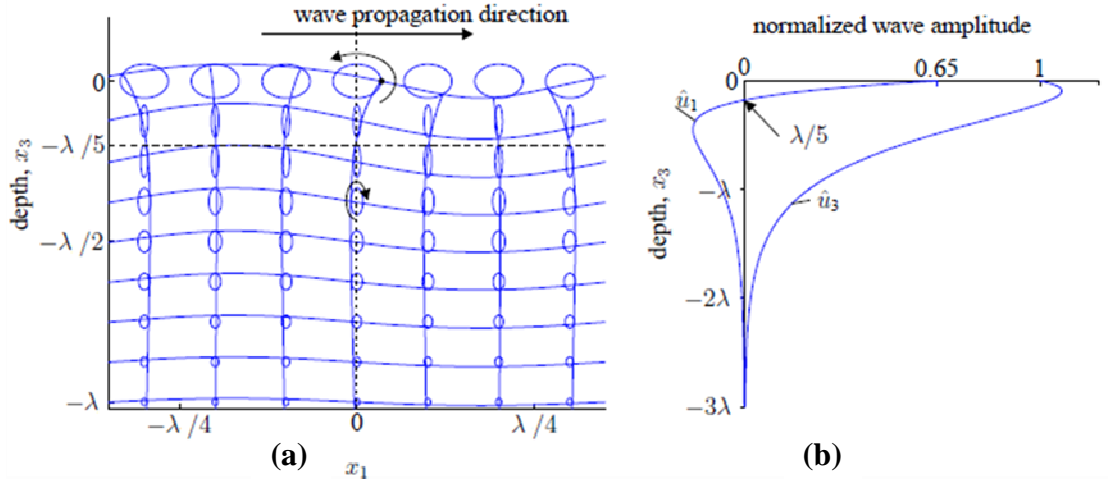 wave propagation direction
depth, x₃
0
−λ/5
−λ/2
−λ
−λ/4
0
λ/4
(a)
x₁
normalized wave amplitude
0
0.65
1
0
û₁
λ/5
−λ
û₃
depth, x₃
−2λ
−3λ
(b)